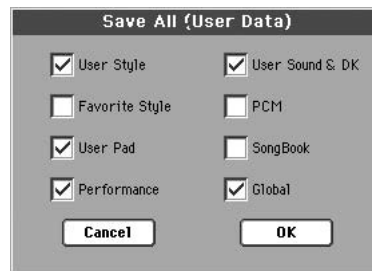 Save All (User Data)
User Style
User Sound & DK
Favorite Style
PCM
User Pad
SongBook
Performance
Global
Cancel
OK